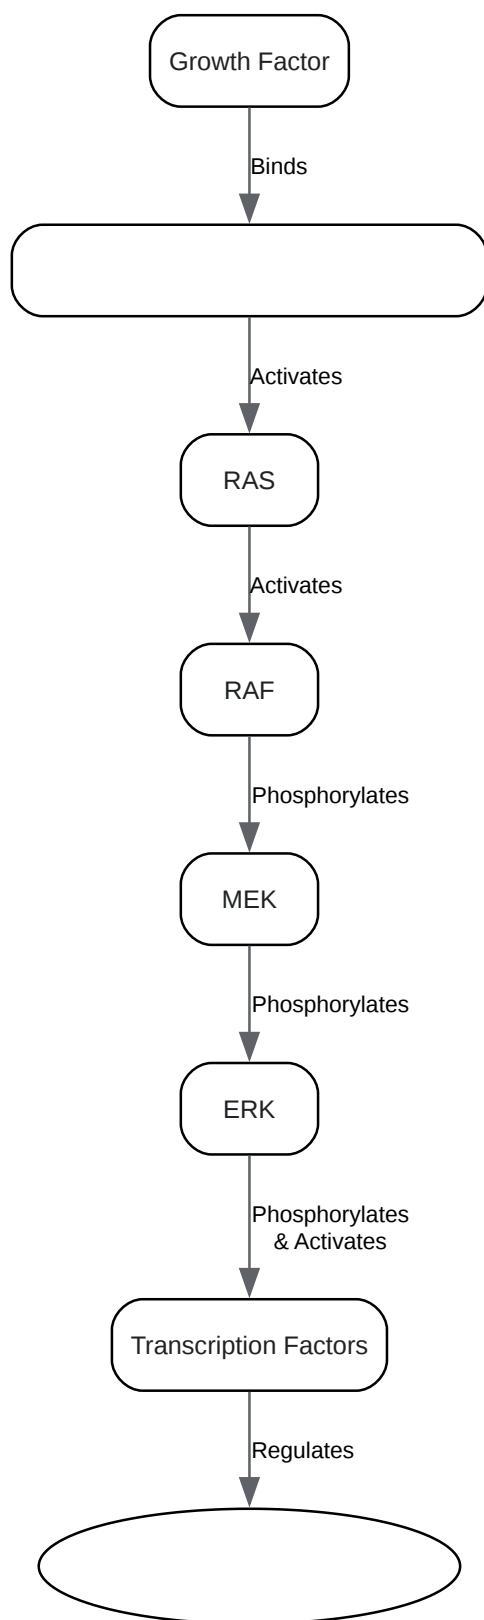 Growth Factor
Binds
Activates
RAS
Activates
RAF
Phosphorylates
MEK
Phosphorylates
ERK
Phosphorylates
& Activates
Transcription Factors
Regulates